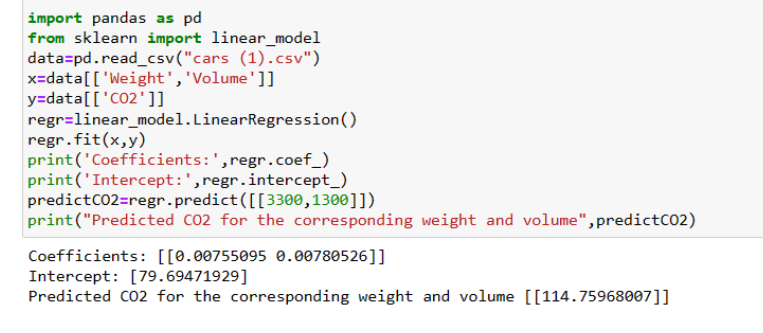 import pandas as pd
from sklearn import linear_model
data=pd.read_csv("cars (1).csv")
x=data[['Weight','Volume']]
y=data[['CO2']]
regr=linear_model.LinearRegression()
regr.fit(x,y)
print('Coefficients:',regr.coef_)
print('Intercept:',regr.intercept_)
predictCO2=regr.predict([[3300,1300]])
print("Predicted CO2 for the corresponding weight and volume",predictCO2)
Coefficients: [[0.00755095 0.00780526]]
Intercept: [79.69471929]
Predicted CO2 for the corresponding weight and volume [[114.75968007]]